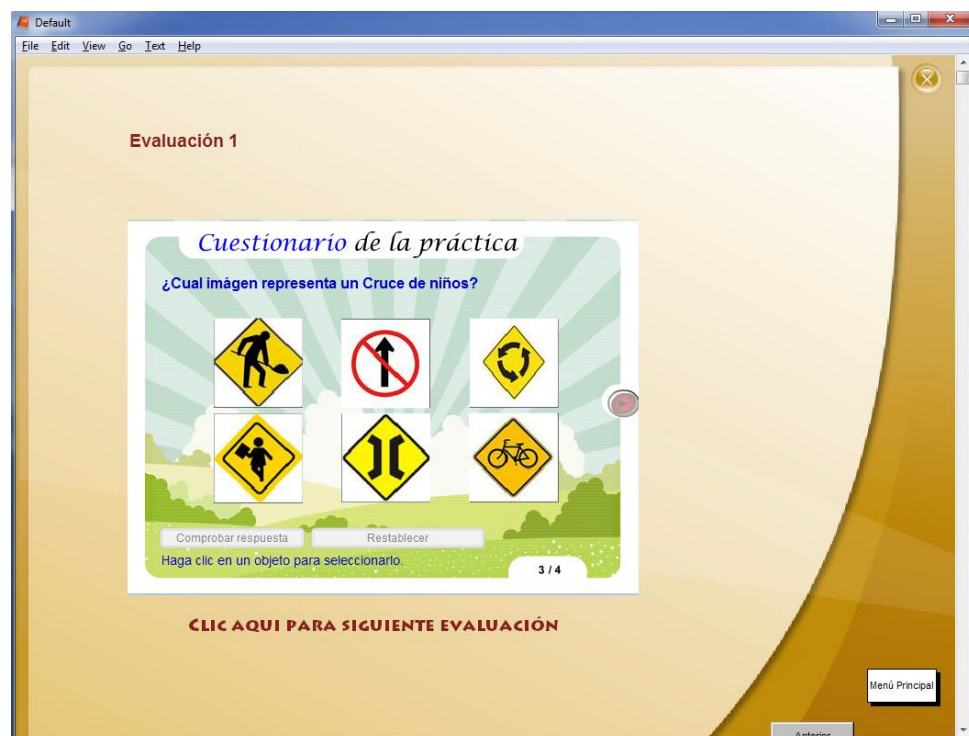 Default
File Edit View Go Text Help
Evaluación 1
Cuestionario de la práctica
¿Cual imágen representa un Cruce de niños?
Comprobar respuesta Restablecer
Haga clic en un objeto para seleccionarlo.
3 / 4
CLIC AQUI PARA SIGUIENTE EVALUACIÓN
Menú Principal
Anterior